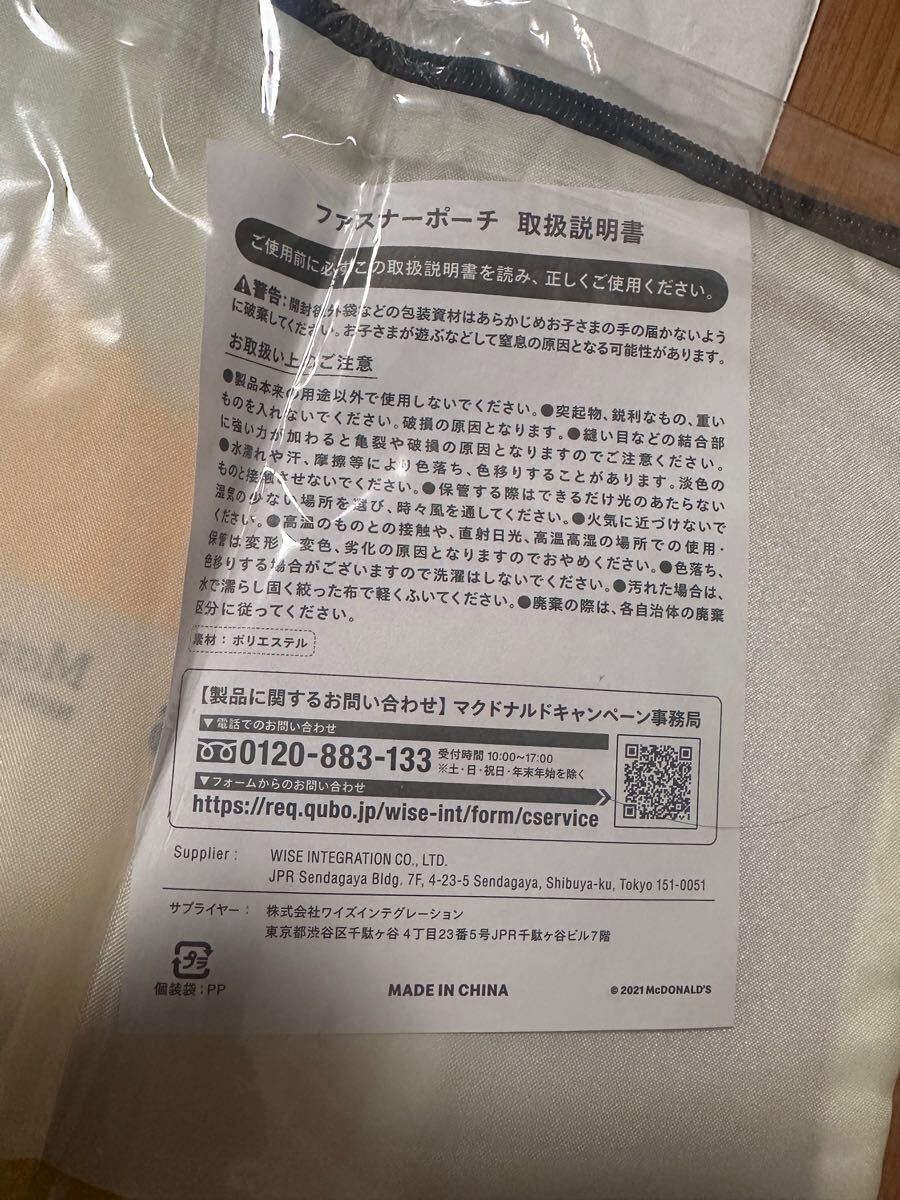 ファスナーポーチ 取扱説明書
ご使用前に必ずこの取扱説明書を読み、正しくご使用ください。
警告：開封後外袋などの包装資材はあらかじめお子さまの手の届かないよう
に破棄してください。お子さまが遊ぶなどして窒息の原因となる可能性があります。
お取扱い上のご注意
●製品本来の用途以外で使用しないでください。●突起物、鋭利なもの、重い
ものを入れないでください。破損の原因となります。●縫い目などの結合部
に強い力が加わると亀裂や破損の原因となりますのでご注意ください。
●水濡れや汗、摩擦等により色落ち、色移りすることがあります。淡色の
ものと接触させないでください。●保管する際はできるだけ光のあたらない
湿気の少ない場所を選び、時々風を通してください。●火気に近づけないで
ください。●高温のものとの接触や、直射日光、高温高湿の場所での使用・
保管は変形、変色、劣化の原因となりますのでおやめください。●色落ち、
色移りする場合がございますので洗濯はしないでください。●汚れた場合は、
水で濡らし固く絞った布で軽くふいてください。●廃棄の際は、各自治体の廃棄
区分に従ってください。
素材：ポリエステル
【製品に関するお問い合わせ】マクドナルドキャンペーン事務局
▼電話でのお問い合わせ
0120-883-133 受付時間 10:00~17:00
※土・日・祝日・年末年始を除く
▼フォームからのお問い合わせ
https://req.qubo.jp/wise-int/form/cservice
Supplier : WISE INTEGRATION CO., LTD.
JPR Sendagaya Bldg. 7F, 4-23-5 Sendagaya, Shibuya-ku, Tokyo 151-0051
サプライヤー： 株式会社ワイズインテグレーション
東京都渋谷区千駄ヶ谷4丁目23番5号JPR千駄ヶ谷ビル7階
プラ
個装袋：PP
MADE IN CHINA
© 2021 McDONALD'S